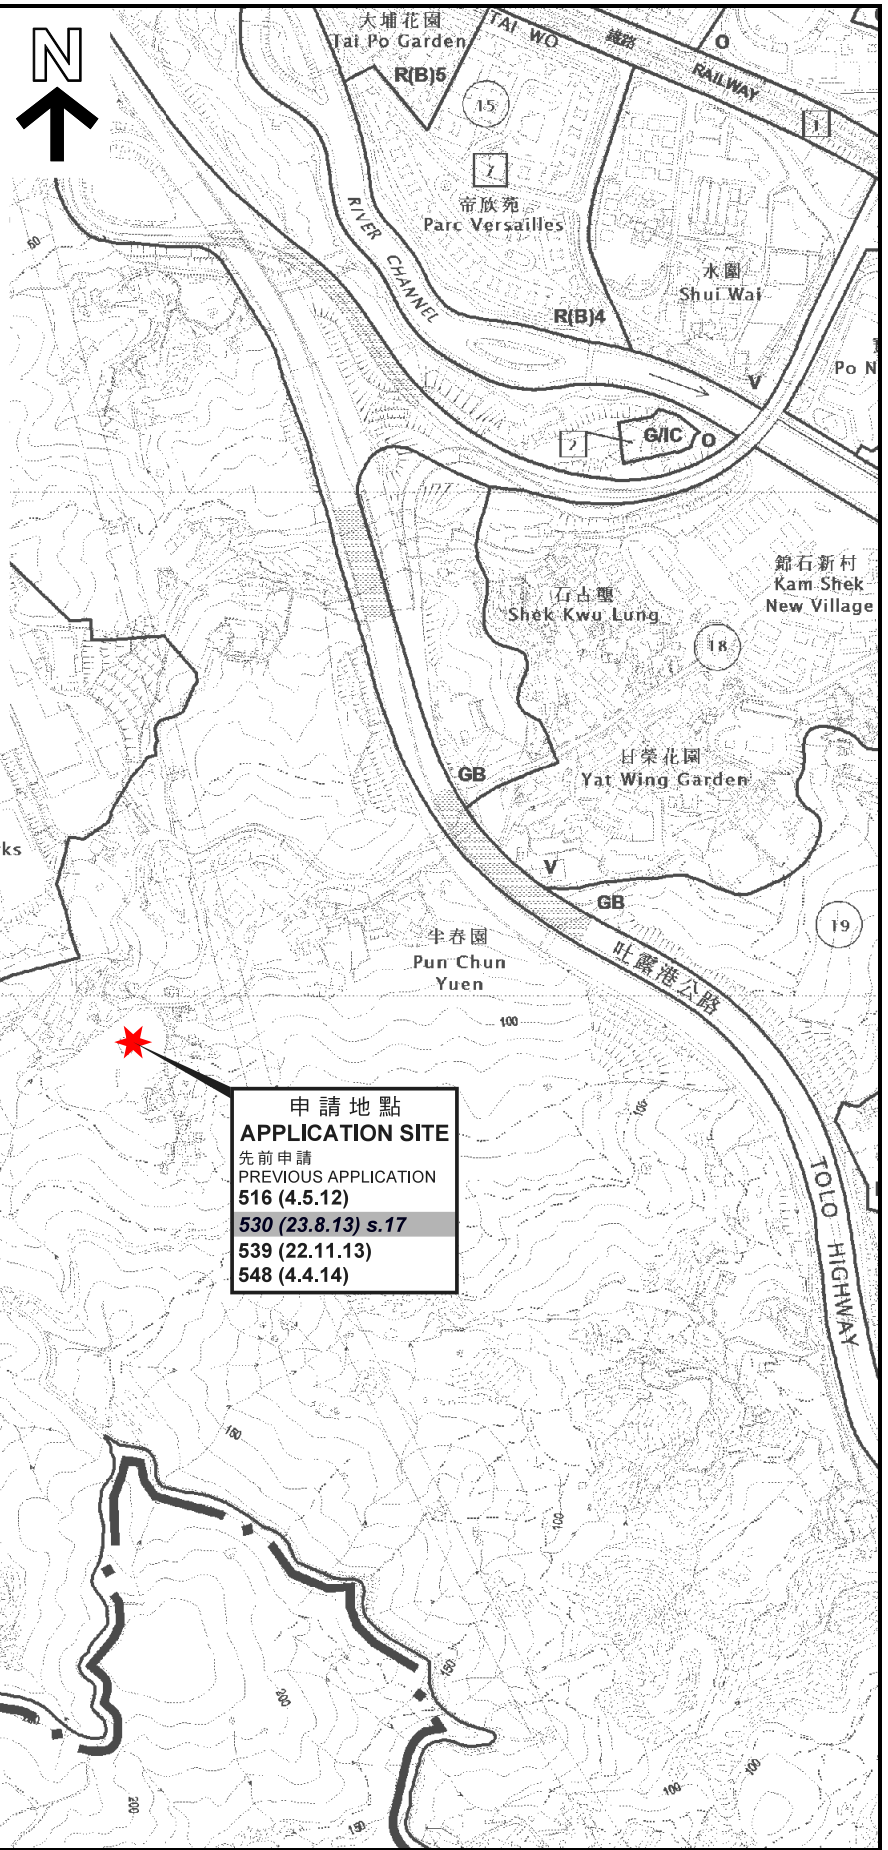 N
大埔花園
Tai Po Garden
R(B)5
TAI WO
鐵路
RAILWAY
O
15
1
7
帝欣苑
Parc Versailles
RIVER CHANNEL
50
水圍
Shui Wai
R(B)4
Po N
V
2
G/IC
O
錦石新村
Kam Shek
New Village
石古壟
Shek Kwu Lung
18
GB
日榮花園
Yat Wing Garden
ks
V
GB
19
半春園
Pun Chun
Yuen
吐露港公路
100
100
申請地點
APPLICATION SITE
先前申請
PREVIOUS APPLICATION
516 (4.5.12)
530 (23.8.13) s.17
539 (22.11.13)
548 (4.4.14)
TOLO HIGHWAY
150
100
150
200
200
150
100
100